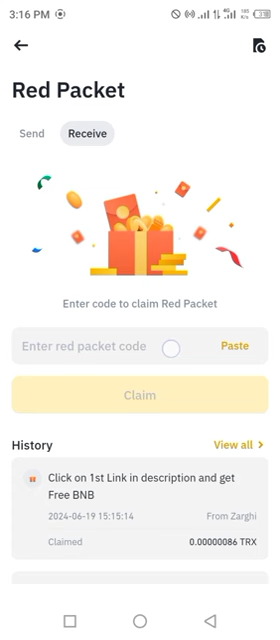 3:16 PM
Red Packet
Send
Receive
Enter code to claim Red Packet
Enter red packet code
Paste
Claim
History
View all
Click on 1st Link in description and get
Free BNB
2024-06-19 15:15:14
From Zarghi
Claimed
0.00000086 TRX